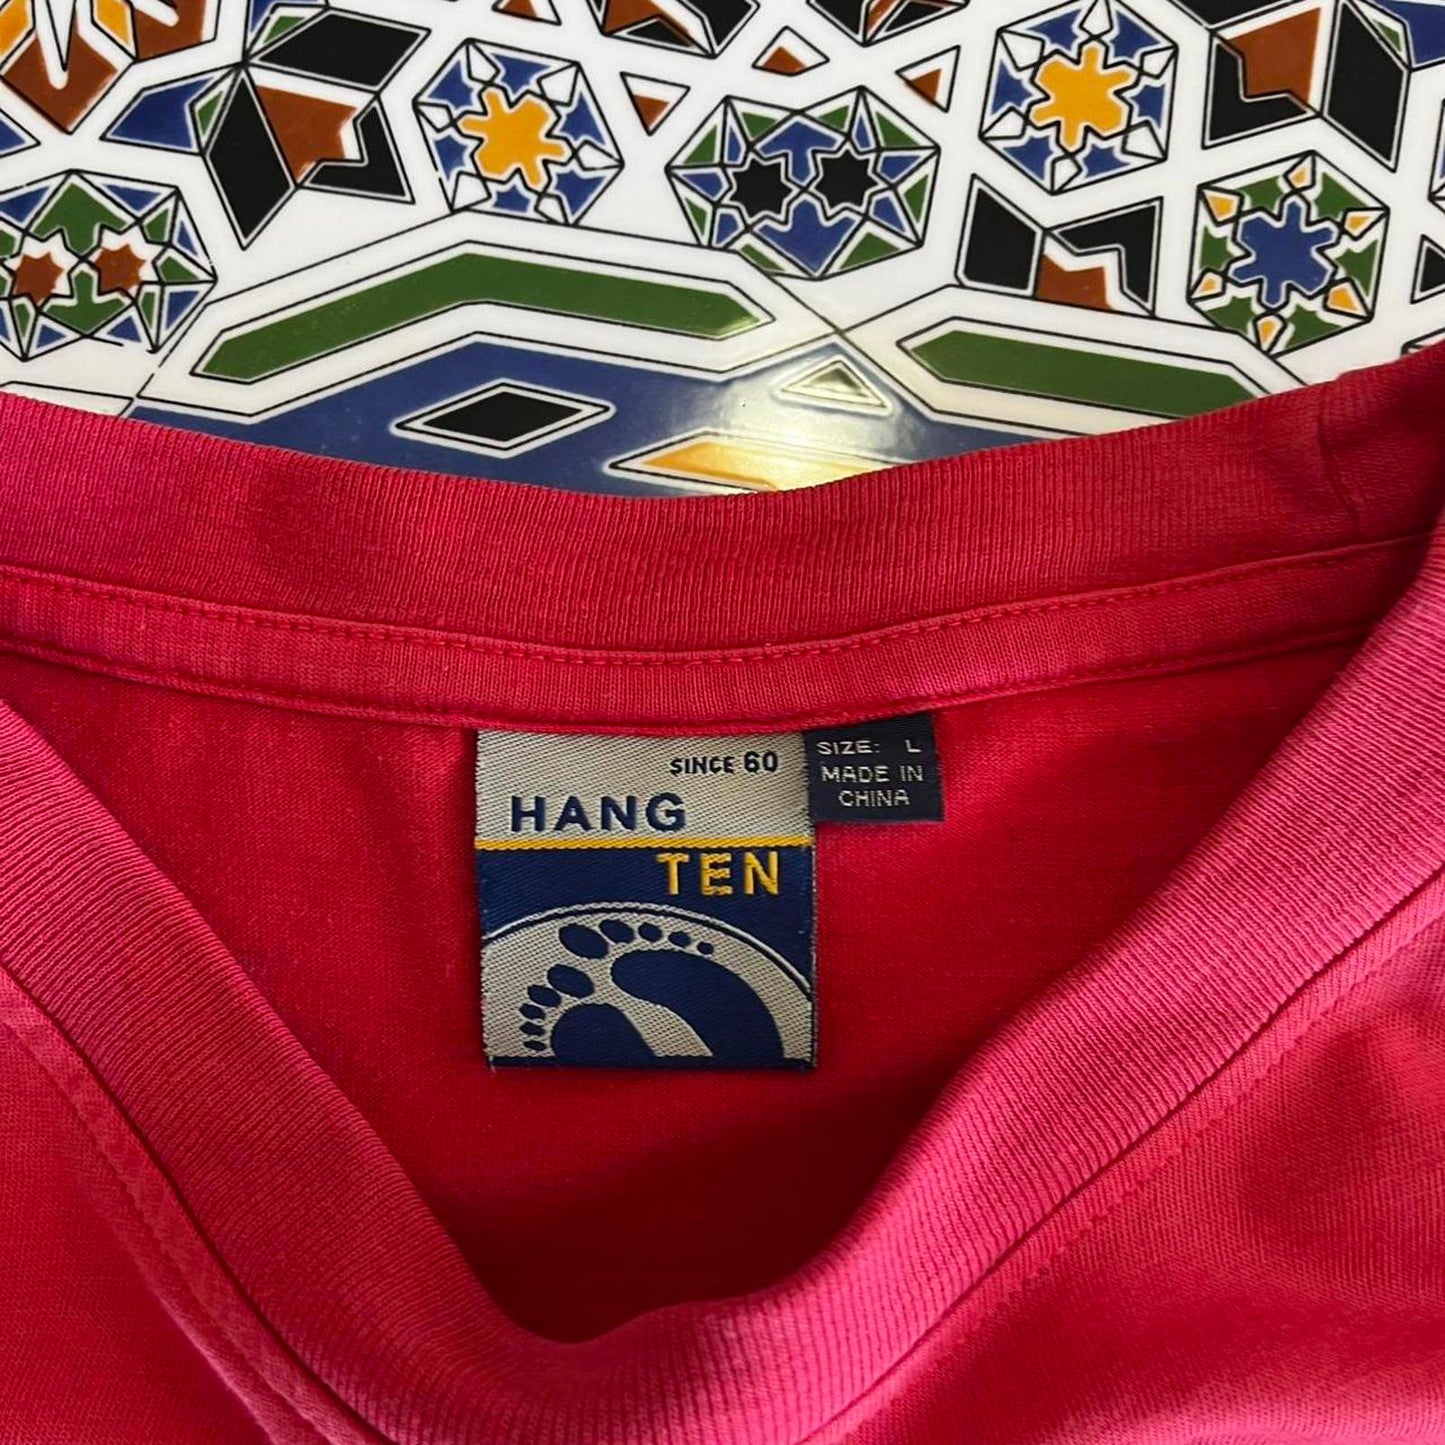 SINCE 60
HANG
TEN
SIZE: L
MADE IN
CHINA